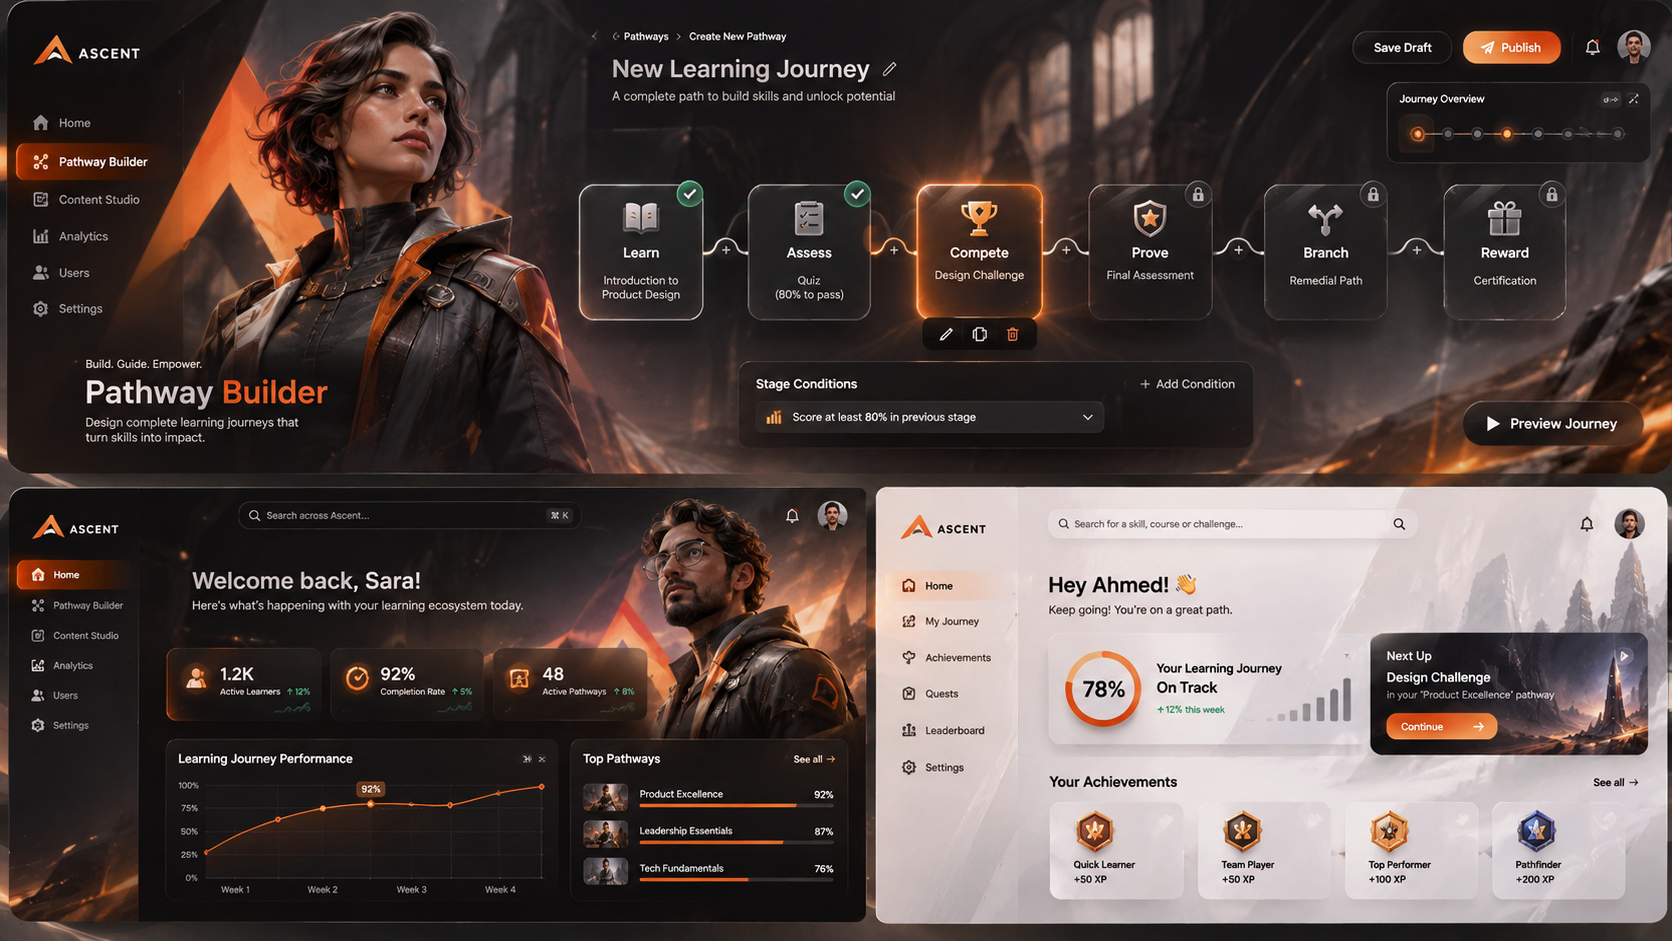 ASCENT
Home
Pathway Builder
Content Studio
Analytics
Users
Settings
Build. Guide. Empower.
Pathway Builder
Design complete learning journeys that
turn skills into impact.
Pathways > Create New Pathway
New Learning Journey
A complete path to build skills and unlock potential
Save Draft
Publish
Journey Overview
Learn
Introduction to
Product Design
Assess
Quiz
(80% to pass)
Compete
Design Challenge
Prove
Final Assessment
Branch
Remedial Path
Reward
Certification
Stage Conditions
+ Add Condition
Score at least 80% in previous stage
Preview Journey
ASCENT
Home
Pathway Builder
Content Studio
Analytics
Users
Settings
Search across Ascent...
⌘ K
Welcome back, Sara!
Here's what's happening with your learning ecosystem today.
1.2K
Active Learners ↑ 12%
92%
Completion Rate ↑ 5%
48
Active Pathways ↑ 8%
Learning Journey Performance
100%
75%
50%
25%
0%
92%
Week 1
Week 2
Week 3
Week 4
Top Pathways
See all →
Product Excellence 92%
Leadership Essentials 87%
Tech Fundamentals 76%
ASCENT
Home
My Journey
Achievements
Quests
Leaderboard
Settings
Search for a skill, course or challenge...
Hey Ahmed! 👋
Keep going! You're on a great path.
78%
Your Learning Journey
On Track
+12% this week
Next Up
Design Challenge
in your "Product Excellence" pathway
Continue →
Your Achievements
See all →
Quick Learner
+50 XP
Team Player
+50 XP
Top Performer
+100 XP
Pathfinder
+200 XP